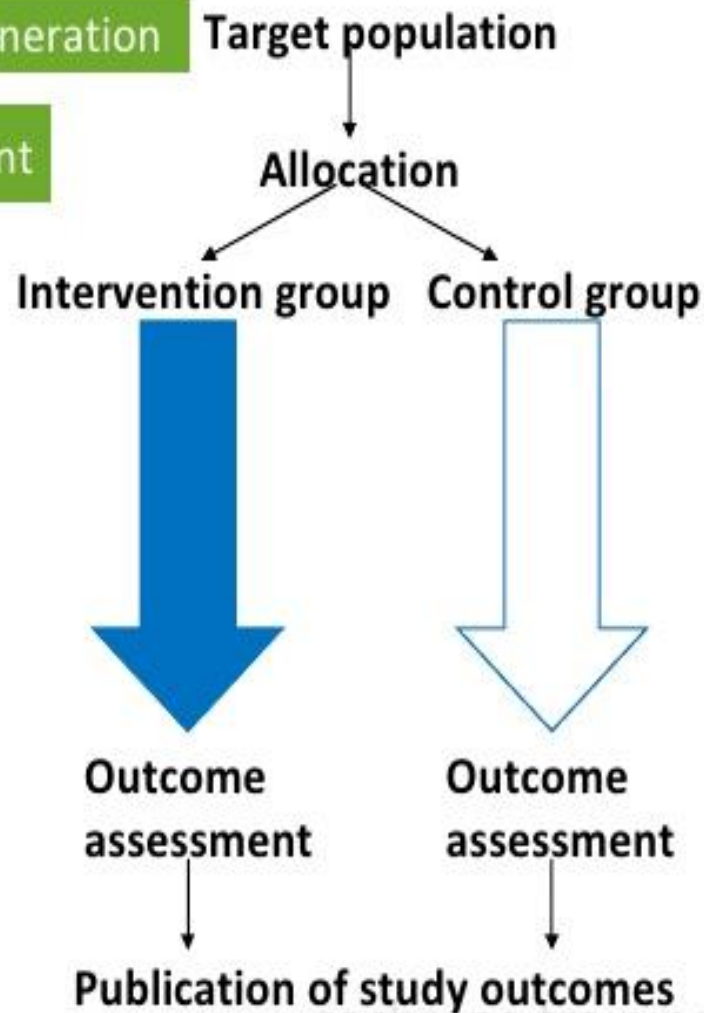 neration
Target population
nt
Allocation
Intervention group
Control group
Outcome
assessment
Outcome
assessment
Publication of study outcomes